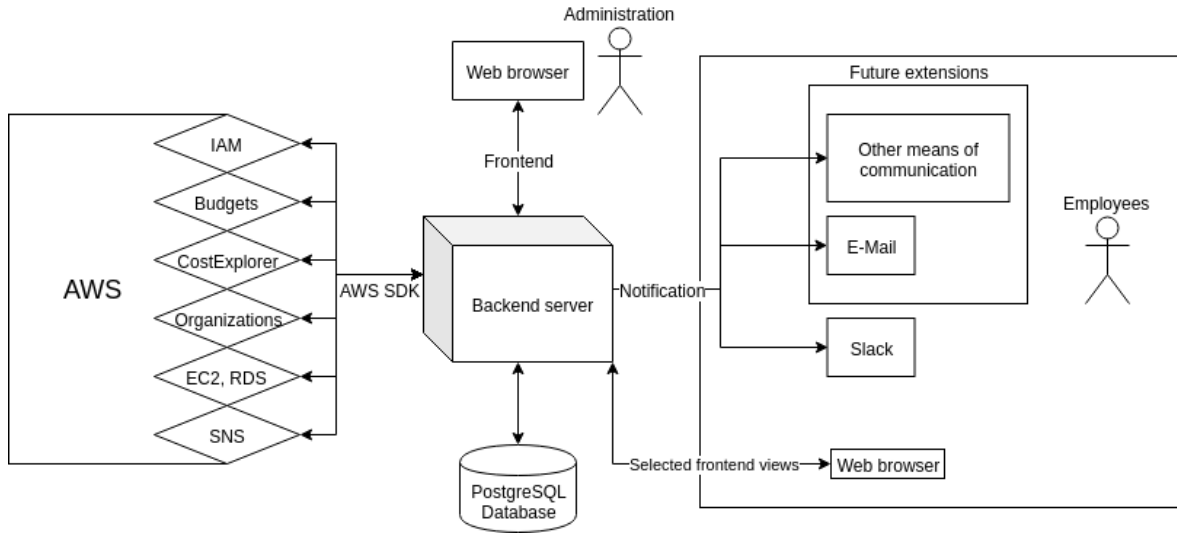 Administration
Web browser
Future extensions
IAM
Other means of
communication
Frontend
Budgets
Employees
E-Mail
CostExplorer
AWS
AWS SDK
Backend server
Notification
Organizations
Slack
EC2, RDS
SNS
Selected frontend views
Web browser
PostgreSQL
Database